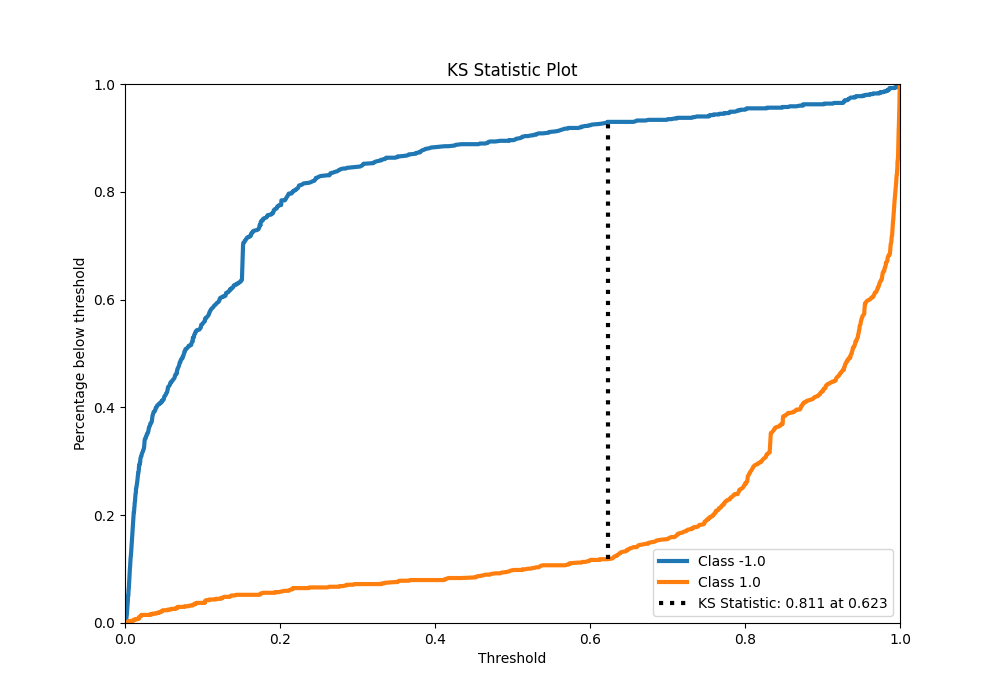 KS Statistic Plot
1.0
0.8
0.6
0.4
0.2
0.0
Percentage below threshold
0.0 0.2 0.4 0.6 0.8 1.0
Threshold
Class -1.0
Class 1.0
KS Statistic: 0.811 at 0.623